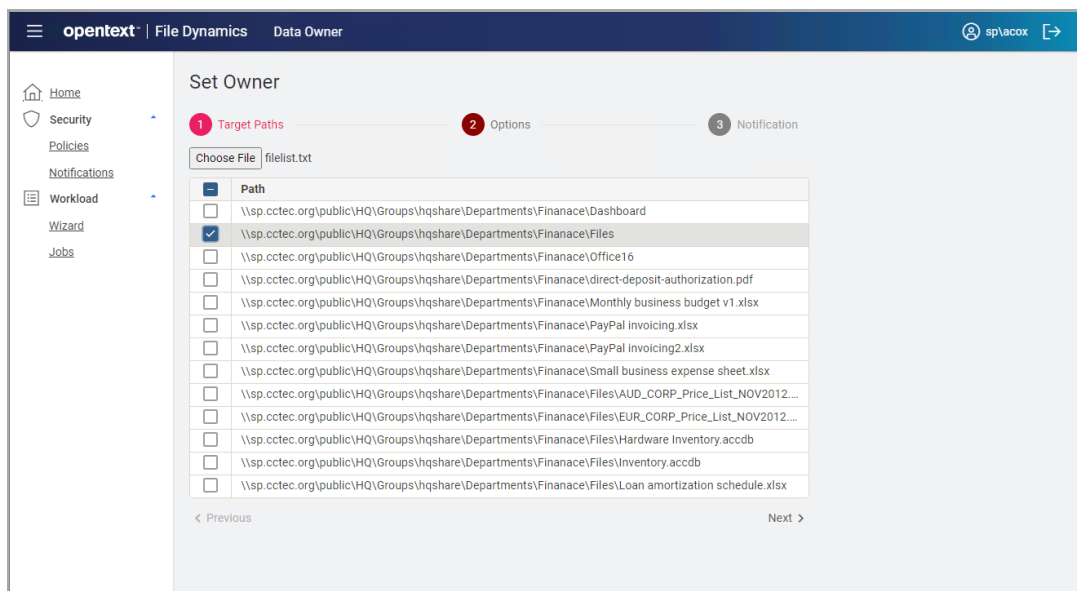 opentext™ | File Dynamics Data Owner sp\acox
Home
Security
Policies
Notifications
Workload
Wizard
Jobs
Set Owner
1 Target Paths 2 Options 3 Notification
Choose File filelist.txt
Path
\\sp.cctec.org\public\HQ\Groups\hqshare\Departments\Finanace\Dashboard
\\sp.cctec.org\public\HQ\Groups\hqshare\Departments\Finanace\Files
\\sp.cctec.org\public\HQ\Groups\hqshare\Departments\Finanace\Office16
\\sp.cctec.org\public\HQ\Groups\hqshare\Departments\Finanace\direct-deposit-authorization.pdf
\\sp.cctec.org\public\HQ\Groups\hqshare\Departments\Finanace\Monthly business budget v1.xlsx
\\sp.cctec.org\public\HQ\Groups\hqshare\Departments\Finanace\PayPal invoicing.xlsx
\\sp.cctec.org\public\HQ\Groups\hqshare\Departments\Finanace\PayPal invoicing2.xlsx
\\sp.cctec.org\public\HQ\Groups\hqshare\Departments\Finanace\Small business expense sheet.xlsx
\\sp.cctec.org\public\HQ\Groups\hqshare\Departments\Finanace\Files\AUD_CORP_Price_List_NOV2012....
\\sp.cctec.org\public\HQ\Groups\hqshare\Departments\Finanace\Files\EUR_CORP_Price_List_NOV2012....
\\sp.cctec.org\public\HQ\Groups\hqshare\Departments\Finanace\Files\Hardware Inventory.accdb
\\sp.cctec.org\public\HQ\Groups\hqshare\Departments\Finanace\Files\Inventory.accdb
\\sp.cctec.org\public\HQ\Groups\hqshare\Departments\Finanace\Files\Loan amortization schedule.xlsx
< Previous Next >